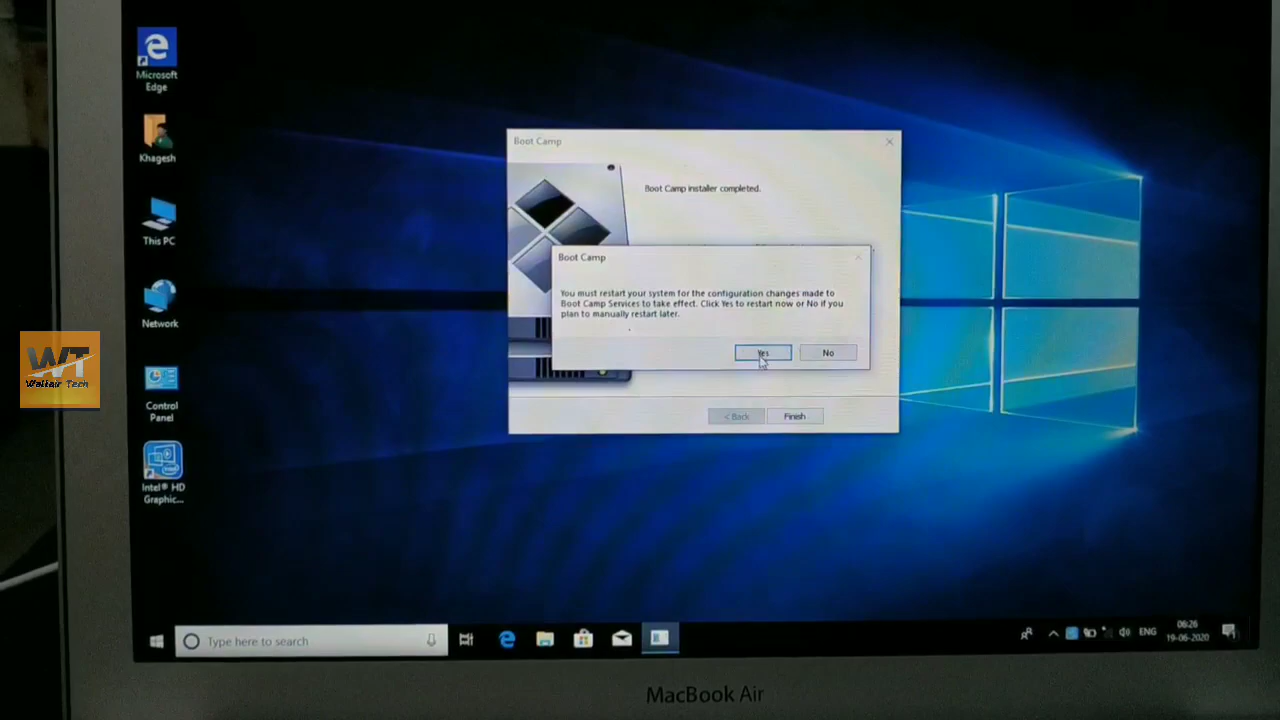 Microsoft
Edge
Khagesh
This PC
Network
Control
Panel
Intel® HD
Graphic...
WT
Waltair Tech
Boot Camp
Boot Camp installer completed.
Boot Camp
You must restart your system for the configuration changes made to
Boot Camp Services to take effect. Click Yes to restart now or No if you
plan to manually restart later.
Yes
No
< Back
Finish
Type here to search
ENG
08:26
19-06-2020
MacBook Air